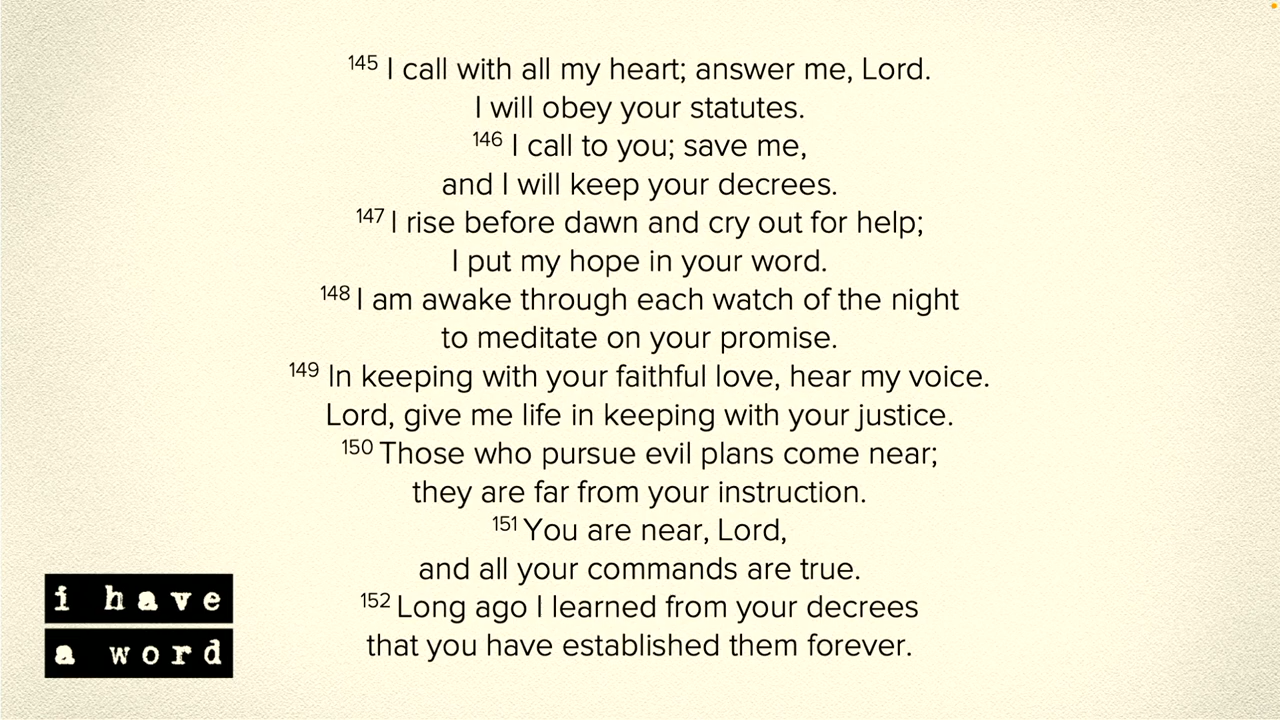 145 I call with all my heart; answer me, Lord.
I will obey your statutes.
146 I call to you; save me,
and I will keep your decrees.
147 I rise before dawn and cry out for help;
I put my hope in your word.
148 I am awake through each watch of the night
to meditate on your promise.
149 In keeping with your faithful love, hear my voice.
Lord, give me life in keeping with your justice.
150 Those who pursue evil plans come near;
they are far from your instruction.
151 You are near, Lord,
and all your commands are true.
152 Long ago I learned from your decrees
that you have established them forever.
i have
a word